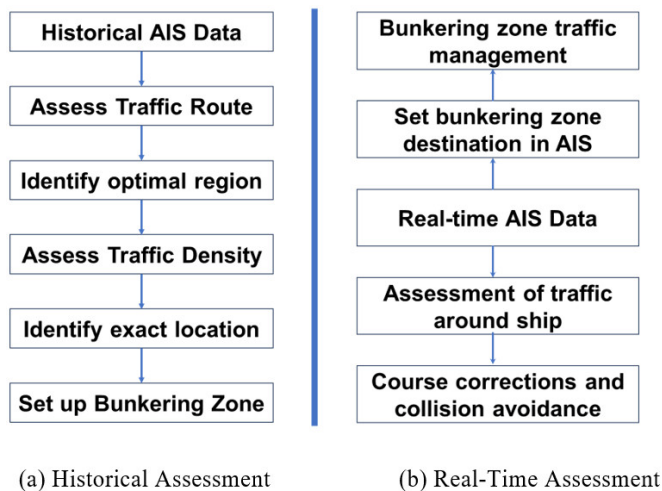 Historical AIS Data
Assess Traffic Route
Identify optimal region
Assess Traffic Density
Identify exact location
Set up Bunkering Zone
(a) Historical Assessment
Bunkering zone traffic
management
Set bunkering zone
destination in AIS
Real-time AIS Data
Assessment of traffic
around ship
Course corrections and
collision avoidance
(b) Real-Time Assessment